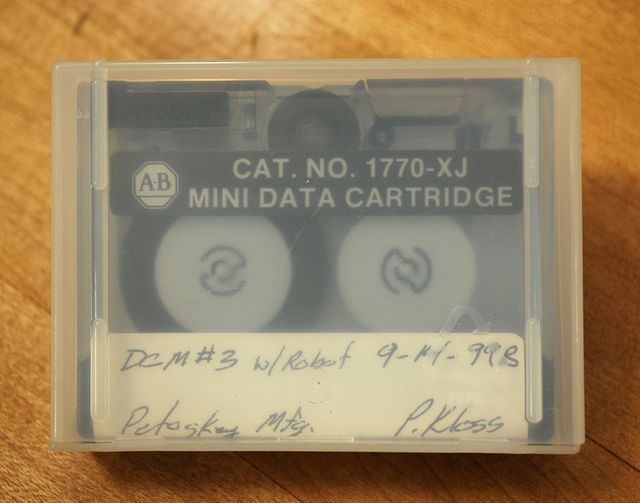 CAT. NO. 1770-XJ
A-B
MINI DATA CARTRIDGE
DCM #3 w/Robot 9-14-99B
Petoskey Mfg. P. Kloss